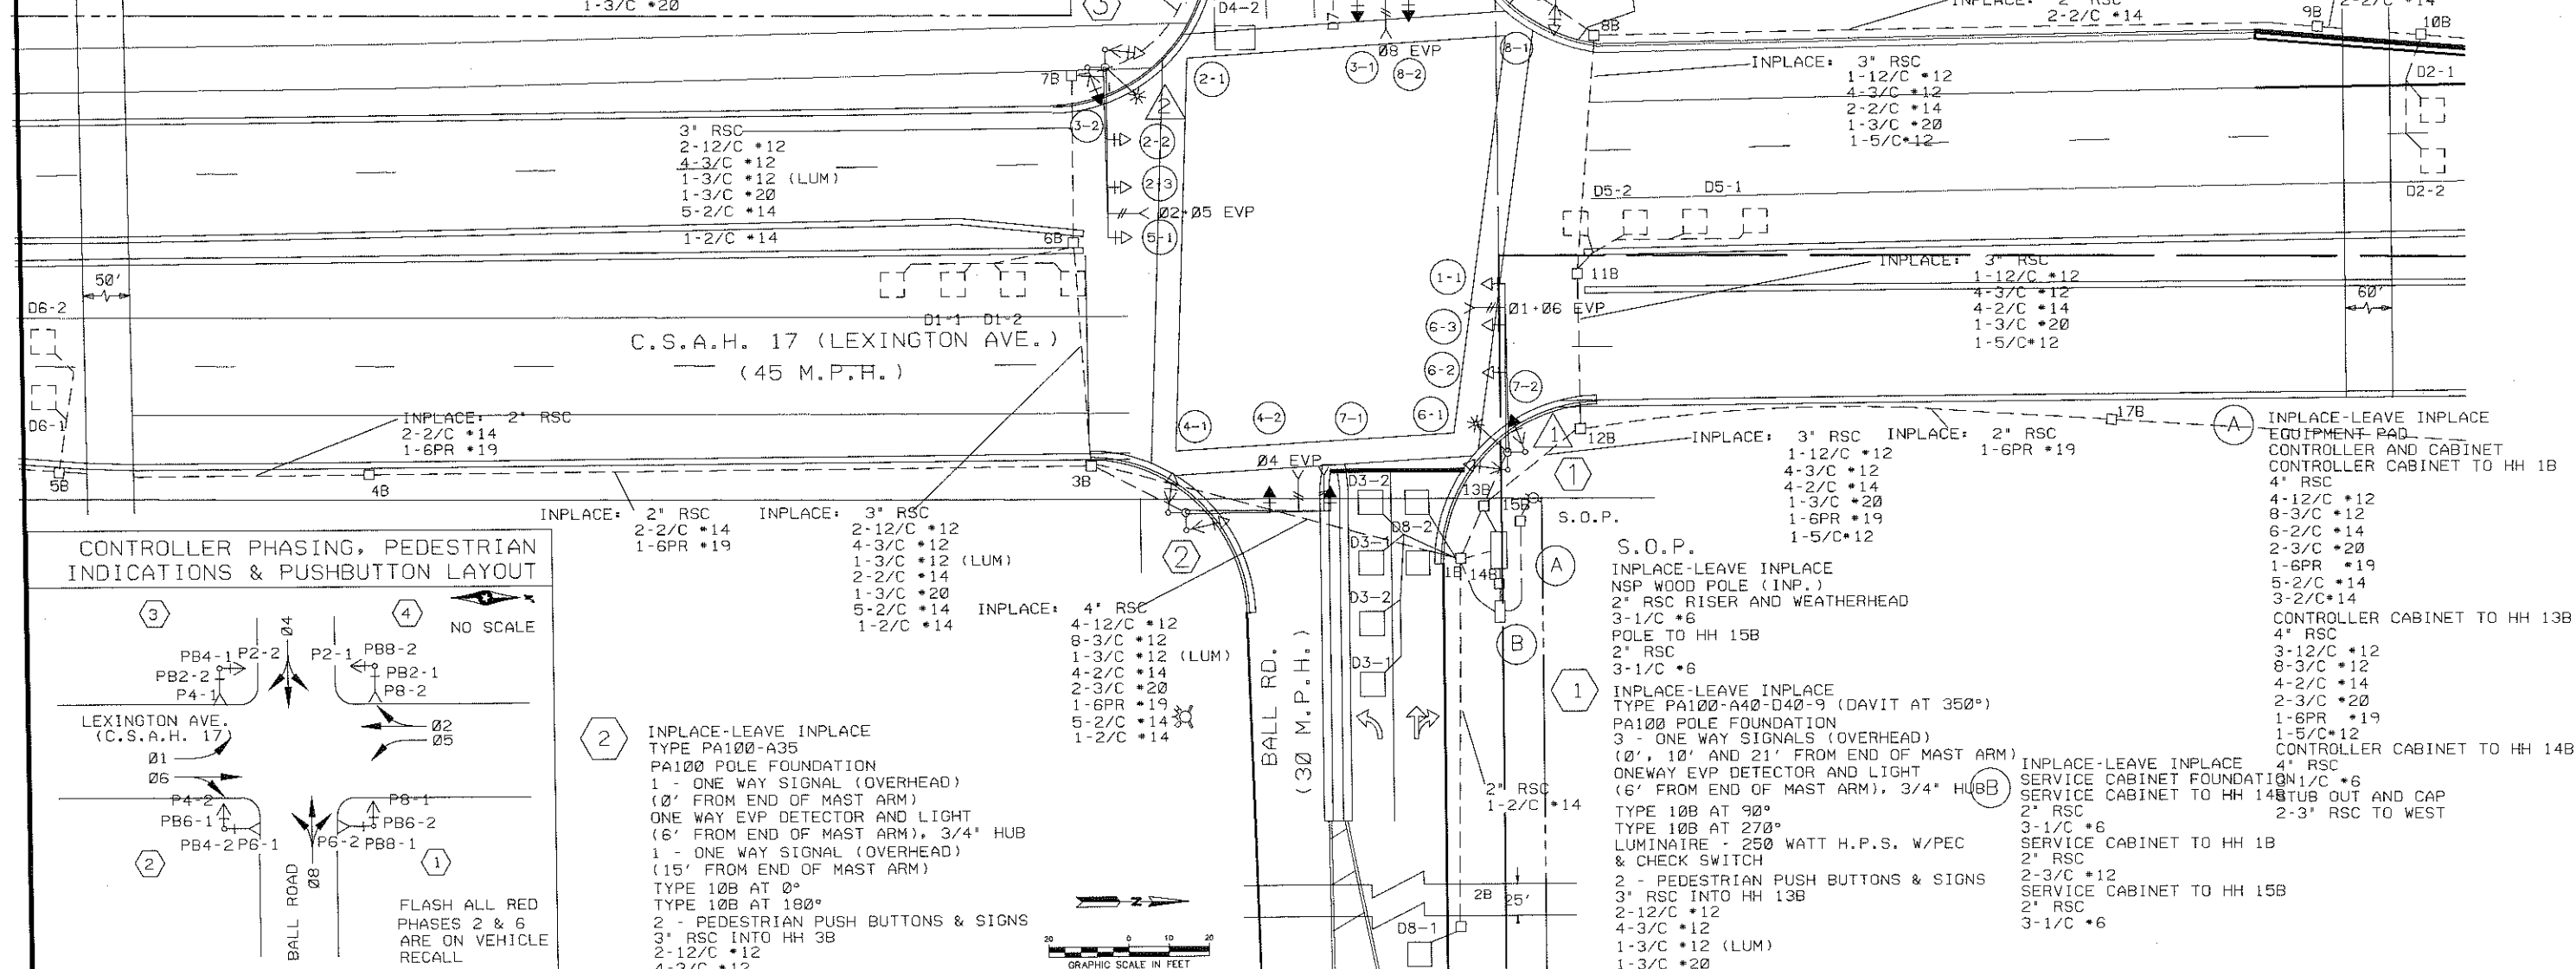 1-3/C #20
3
D4-2
Ø8 EVP
8B
INPLACE: 2" RSC
2-2/C #14
9B
2-2/C #14
10B
7B
2-1
3-1
8-2
8-1
INPLACE: 3" RSC
1-12/C #12
4-3/C #12
2-2/C #14
1-3/C #20
1-5/C#12
D2-1
D2-2
2
3-2
3" RSC
2-12/C #12
4-3/C #12
1-3/C #12 (LUM)
1-3/C #20
5-2/C #14
1-2/C #14
2-2
2-3
Ø2+Ø5 EVP
5-1
6B
D5-2
D5-1
50'
D6-2
D6-1
D1-1
D1-2
C.S.A.H. 17 (LEXINGTON AVE.)
(45 M.P.H.)
1-1
Ø1+Ø6 EVP
6-3
6-2
6-1
7-2
11B
INPLACE: 3" RSC
1-12/C #12
4-3/C #12
4-2/C #14
1-3/C #20
1-5/C#12
60'
INPLACE: 2" RSC
2-2/C #14
1-6PR #19
4-1
4-2
7-1
1
12B
17B
5B
4B
3B
Ø4 EVP
INPLACE: 3" RSC
1-12/C #12
4-3/C #12
4-2/C #14
1-3/C #20
1-6PR #19
1-5/C#12
INPLACE: 2" RSC
1-6PR #19
1
13B
15B
S.O.P.
A
INPLACE-LEAVE INPLACE
EQUIPMENT PAD
CONTROLLER AND CABINET
CONTROLLER CABINET TO HH 1B
4" RSC
4-12/C #12
8-3/C #12
6-2/C #14
2-3/C #20
1-6PR #19
5-2/C #14
3-2/C#14
CONTROLLER CABINET TO HH 13B
4" RSC
3-12/C #12
8-3/C #12
4-2/C #14
2-3/C #20
1-6PR #19
1-5/C#12
CONTROLLER CABINET TO HH 14B
4" RSC
3-1/C #6
STUB OUT AND CAP
2-3" RSC TO WEST
INPLACE: 2" RSC
2-2/C #14
1-6PR #19
INPLACE: 3" RSC
2-12/C #12
4-3/C #12
1-3/C #12 (LUM)
2-2/C #14
1-3/C #20
5-2/C #14
1-2/C #14
2
INPLACE: 4" RSC
4-12/C #12
8-3/C #12
1-3/C #12 (LUM)
4-2/C #14
2-3/C #20
1-6PR #19
5-2/C #14
1-2/C #14
D3-2
D8-2
D3-1
D3-2
D3-1
1B
14B
A
B
BALL RD.
(30 M.P.H.)
2" RSC
1-2/C #14
2B
25'
D8-1
S.O.P.
INPLACE-LEAVE INPLACE
NSP WOOD POLE (INP.)
2" RSC RISER AND WEATHERHEAD
3-1/C #6
POLE TO HH 15B
2" RSC
3-1/C #6
1
INPLACE-LEAVE INPLACE
TYPE PA100-A40-D40-9 (DAVIT AT 350°)
PA100 POLE FOUNDATION
3 - ONE WAY SIGNALS (OVERHEAD)
(0', 10' AND 21' FROM END OF MAST ARM)
ONEWAY EVP DETECTOR AND LIGHT
(6' FROM END OF MAST ARM), 3/4" HUB
TYPE 10B AT 90°
TYPE 10B AT 270°
LUMINAIRE - 250 WATT H.P.S. W/PEC
& CHECK SWITCH
2 - PEDESTRIAN PUSH BUTTONS & SIGNS
3" RSC INTO HH 13B
2-12/C #12
4-3/C #12
1-3/C #12 (LUM)
1-3/C #20
B
INPLACE-LEAVE INPLACE
SERVICE CABINET FOUNDATION
SERVICE CABINET TO HH 14B
2" RSC
3-1/C #6
SERVICE CABINET TO HH 1B
2" RSC
2-3/C #12
SERVICE CABINET TO HH 15B
2" RSC
3-1/C #6
CONTROLLER PHASING, PEDESTRIAN
INDICATIONS & PUSHBUTTON LAYOUT
3
4
NO SCALE
Ø4
PB4-1
P2-2
P2-1
PB8-2
PB2-2
PB2-1
P4-1
P8-2
LEXINGTON AVE.
(C.S.A.H. 17)
Ø2
Ø5
Ø1
Ø6
P4-2
P8-1
PB6-1
PB6-2
PB4-2
P6-1
P6-2
PB8-1
2
1
Ø8
BALL ROAD
FLASH ALL RED
PHASES 2 & 6
ARE ON VEHICLE
RECALL
2
INPLACE-LEAVE INPLACE
TYPE PA100-A35
PA100 POLE FOUNDATION
1 - ONE WAY SIGNAL (OVERHEAD)
(0' FROM END OF MAST ARM)
ONE WAY EVP DETECTOR AND LIGHT
(6' FROM END OF MAST ARM), 3/4" HUB
1 - ONE WAY SIGNAL (OVERHEAD)
(15' FROM END OF MAST ARM)
TYPE 10B AT 0°
TYPE 10B AT 180°
2 - PEDESTRIAN PUSH BUTTONS & SIGNS
3" RSC INTO HH 3B
2-12/C #12
4-3/C #12
Z
20
0
10
20
GRAPHIC SCALE IN FEET